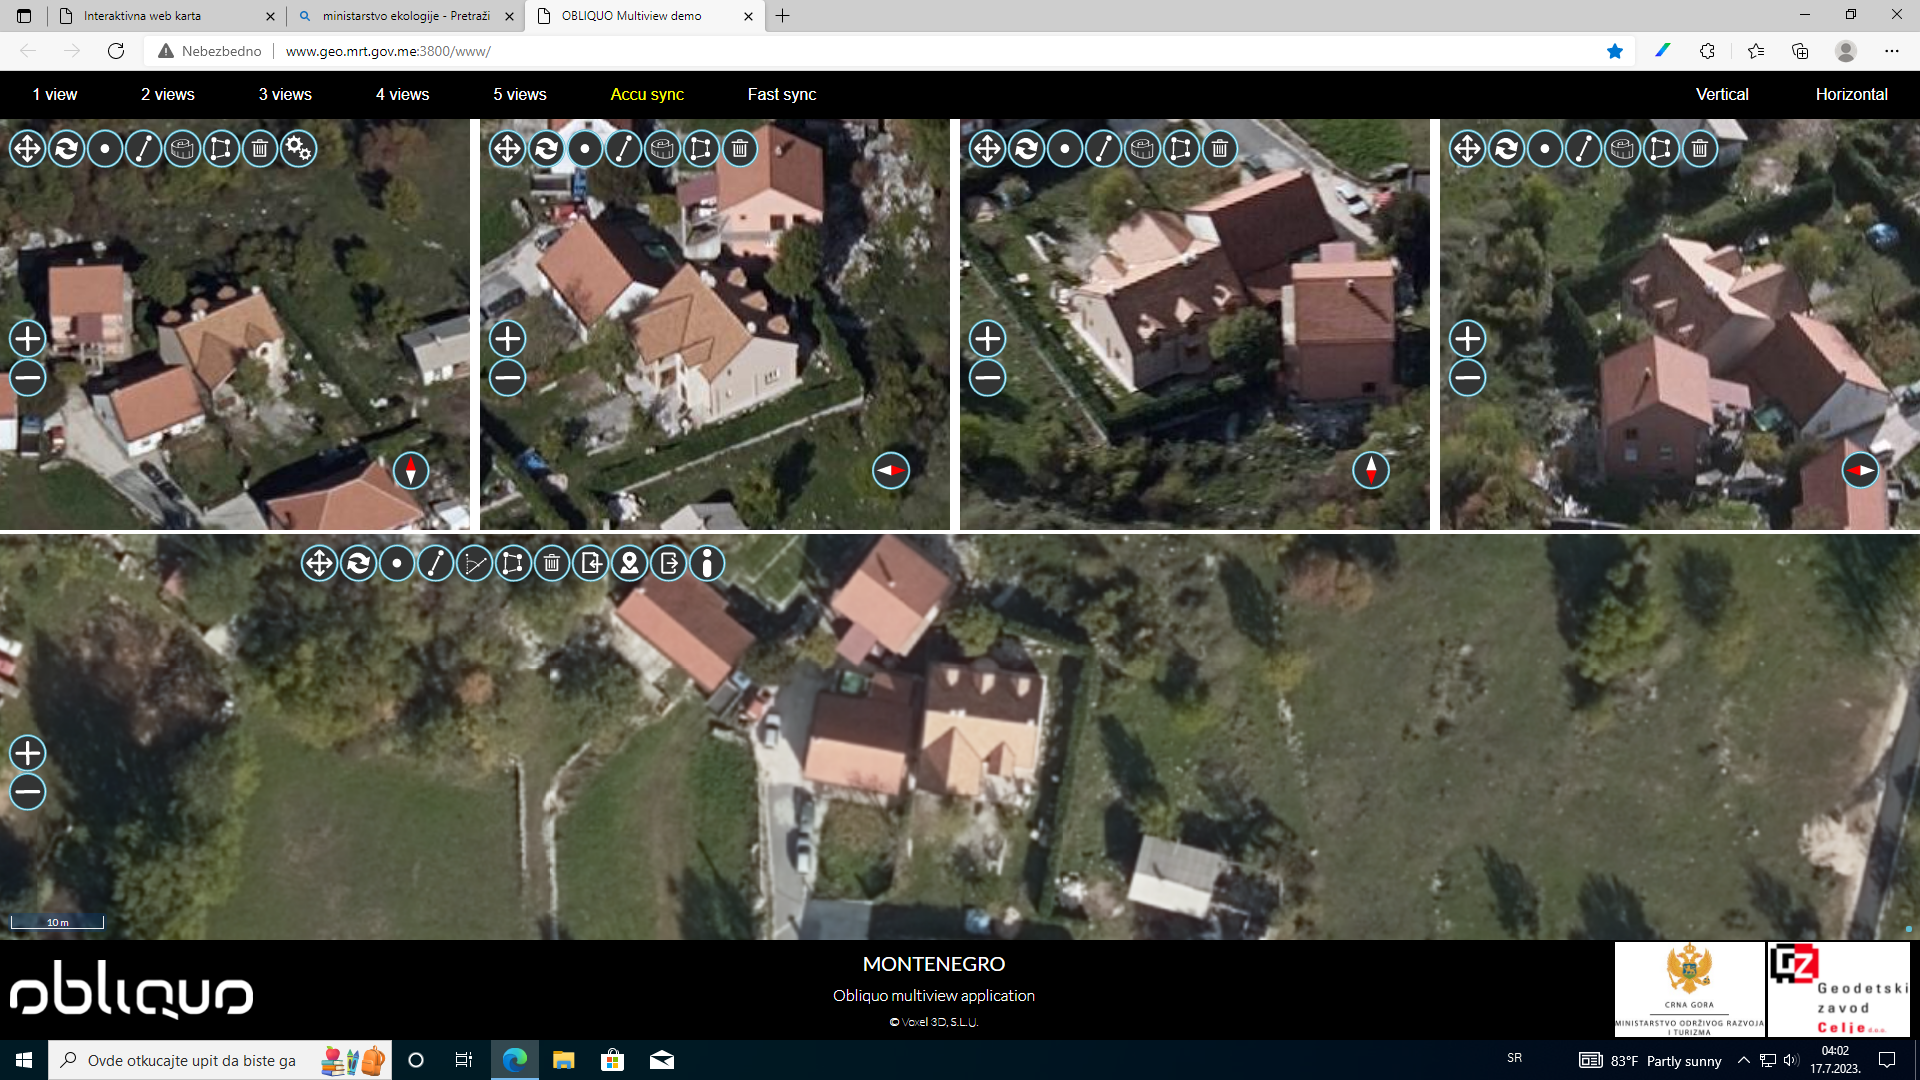 Interaktivna web karta
ministarstvo ekologije - Pretraži
OBLIQUO Multiview demo
Nebezbedno
www.geo.mrt.gov.me:3800/www/
1 view
2 views
3 views
4 views
5 views
Accu sync
Fast sync
Vertical
Horizontal
10 m
obliquo
MONTENEGRO
Obliquo multiview application
© Voxel 3D, S.L.U.
CRNA GORA
MINISTARSTVO ODRŽIVOG RAZVOJA
I TURIZMA
GZ
Geodetski
zavod
Celje d.o.o.
Ovde otkucajte upit da biste ga
SR
83°F Partly sunny
04:02
17.7.2023.